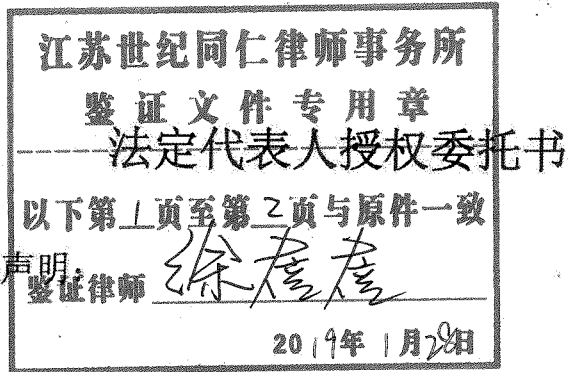 江苏世纪同仁律师事务所
鉴证文件专用章
法定代表人授权委托书
以下第1页至第2页与原件一致
声明:
鉴证律师 徐蓓蓓
2019年1月28日